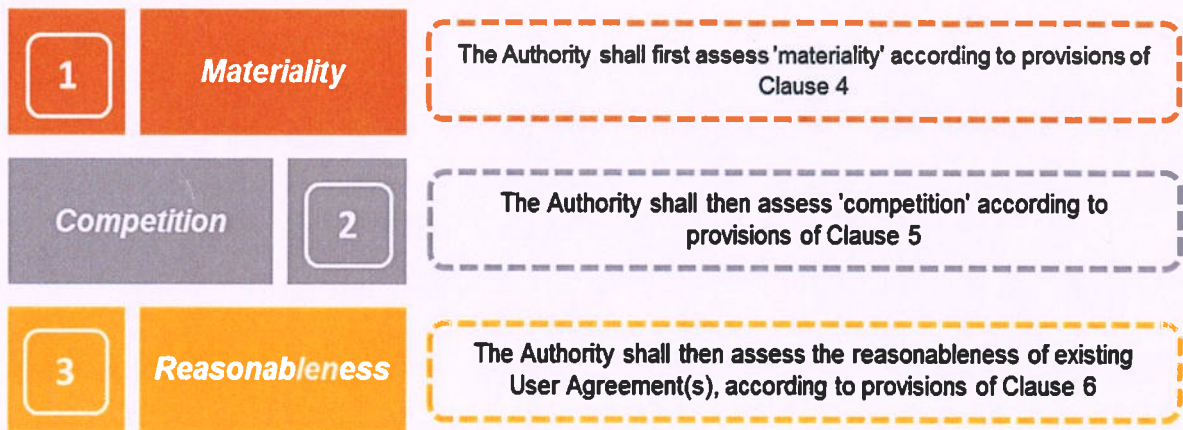 1
Materiality
The Authority shall first assess 'materiality' according to provisions of
Clause 4
Competition
2
The Authority shall then assess 'competition' according to
provisions of Clause 5
3
Reasonableness
The Authority shall then assess the reasonableness of existing
User Agreement(s), according to provisions of Clause 6